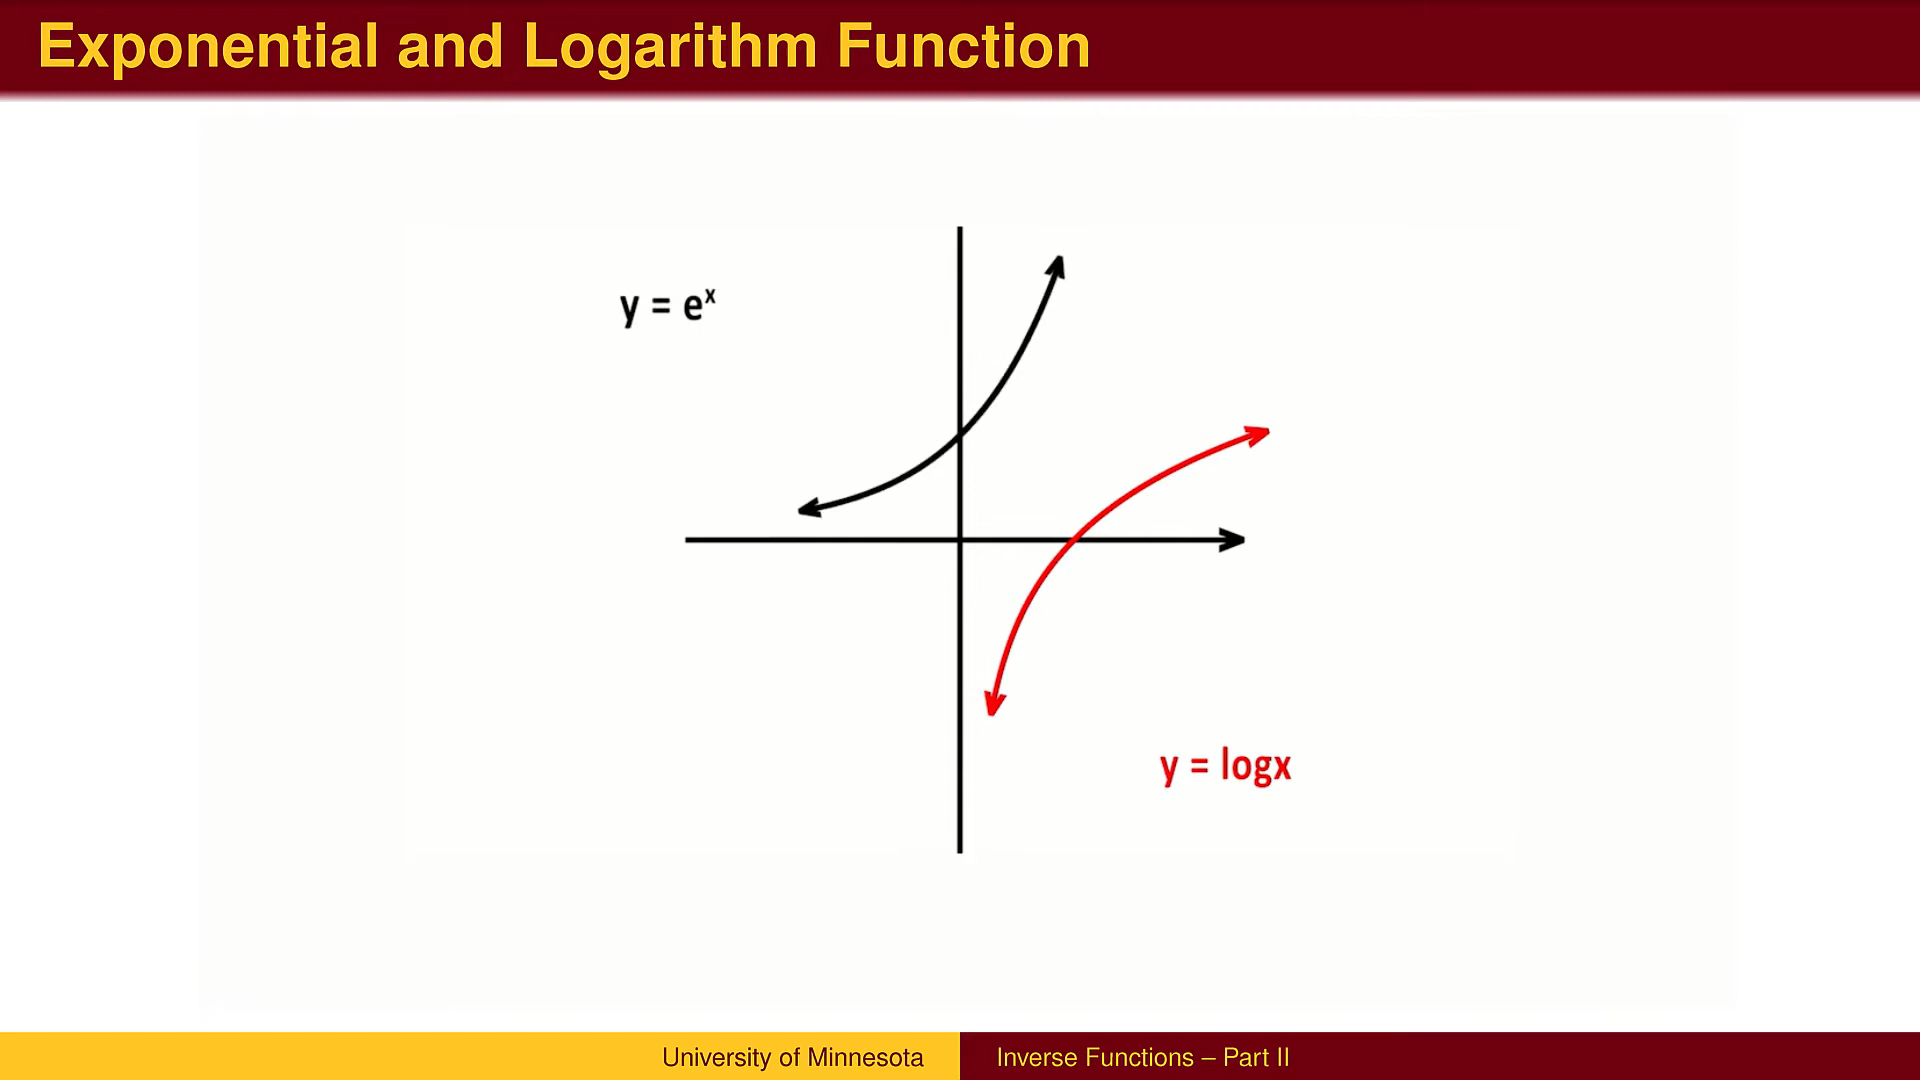 Exponential and Logarithm Function
y = eˣ
y = logx
University of Minnesota
Inverse Functions – Part II